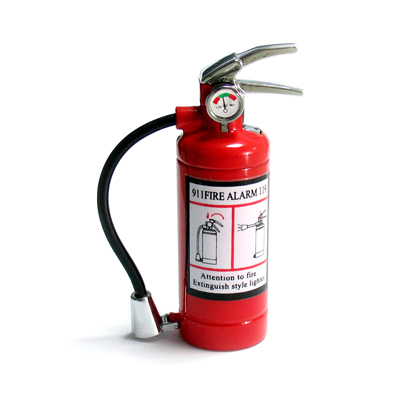 911FIRE ALARM 119
Attention to fire
Extinguish style lighter